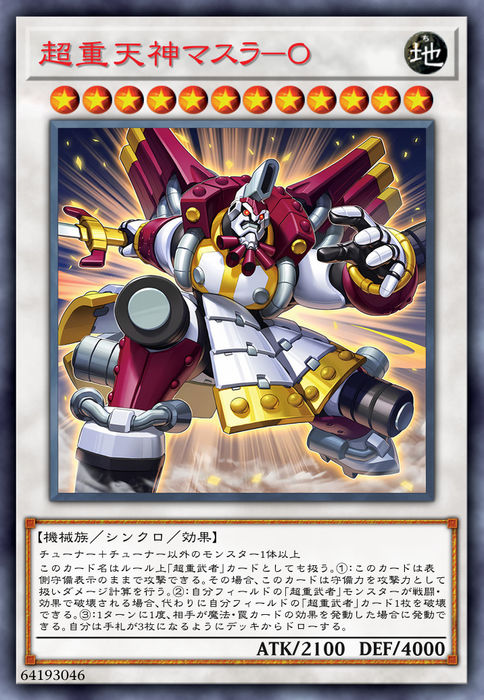 超重天神マスラ－O
ち
地
【機械族／シンクロ／効果】
チューナー＋チューナー以外のモンスター1体以上
このカード名はルール上「超重武者」カードとしても扱う。①：このカードは表
側守備表示のままで攻撃できる。その場合、このカードは守備力を攻撃力として
扱いダメージ計算を行う。②：自分フィールドの「超重武者」モンスターが戦闘・
効果で破壊される場合、代わりに自分フィールドの「超重武者」カード1枚を破壊
できる。③：1ターンに1度、相手が魔法・罠カードの効果を発動した場合に発動で
きる。自分は手札が3枚になるようにデッキからドローする。
ATK/2100 DEF/4000
64193046